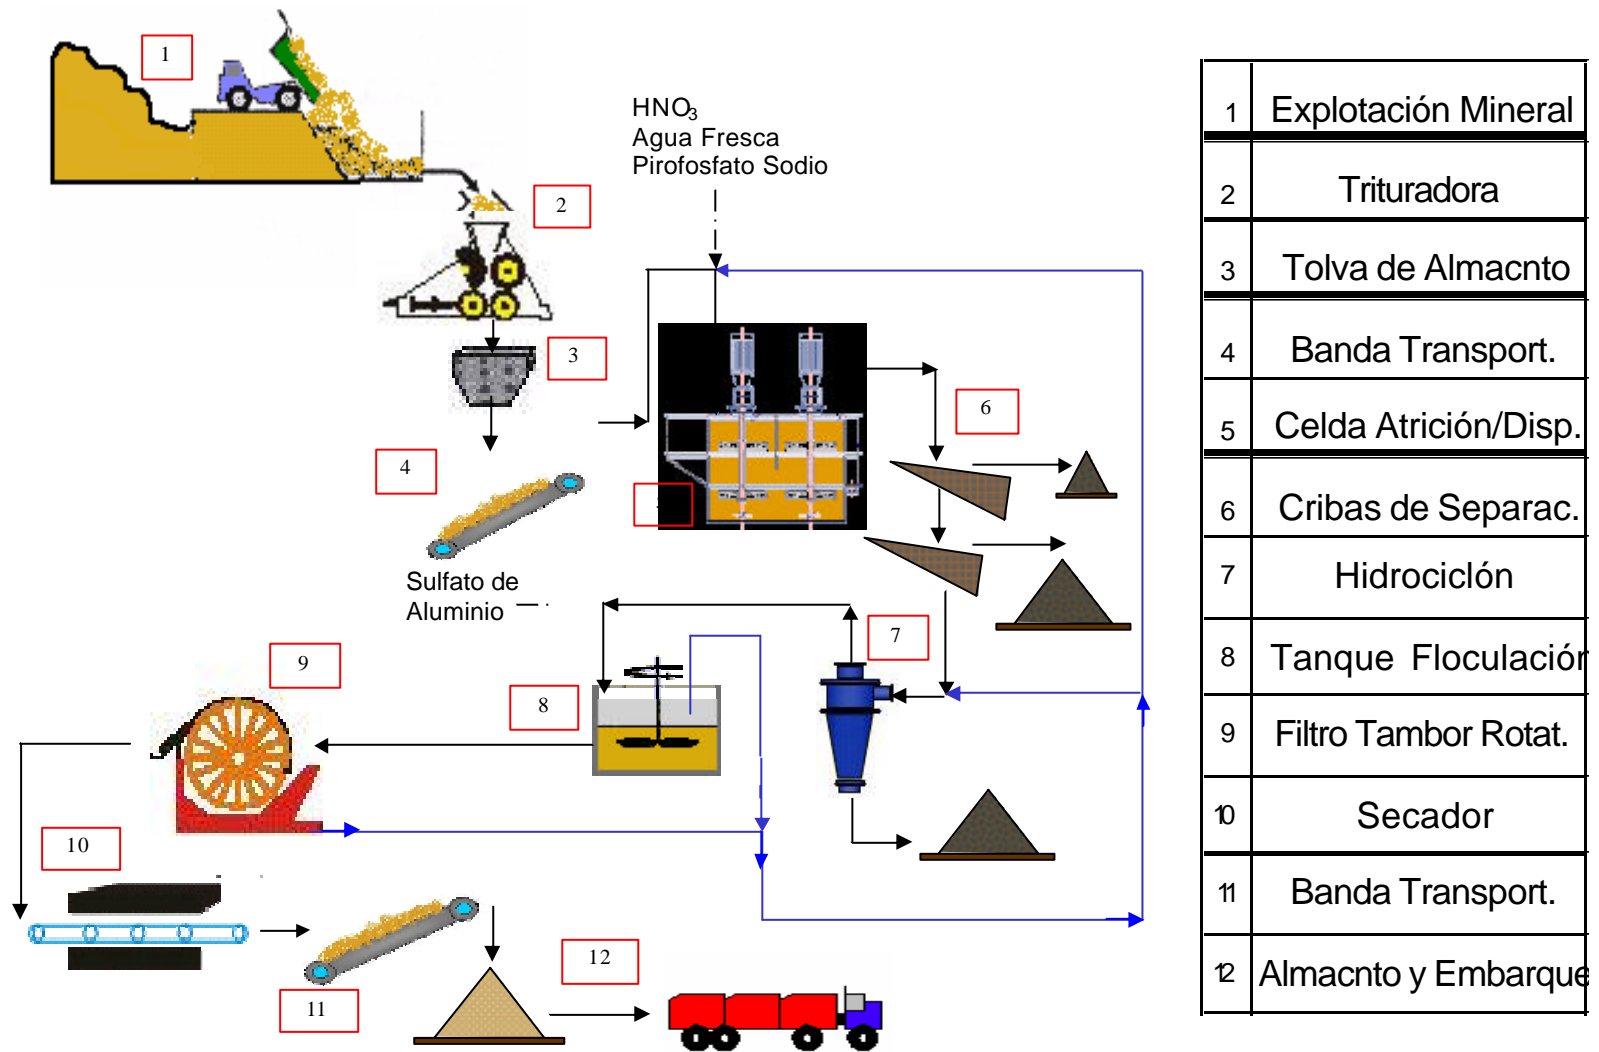 1
HNO3
Agua Fresca
Pirofosfato Sodio
2
3
6
4
Sulfato de
Aluminio
7
9
8
10
12
11
1 Explotación Mineral
2 Trituradora
3 Tolva de Almacnto
4 Banda Transport.
5 Celda Atrición/Disp.
6 Cribas de Separac.
7 Hidrociclón
8 Tanque Floculación
9 Filtro Tambor Rotat.
10 Secador
11 Banda Transport.
12 Almacnto y Embarque